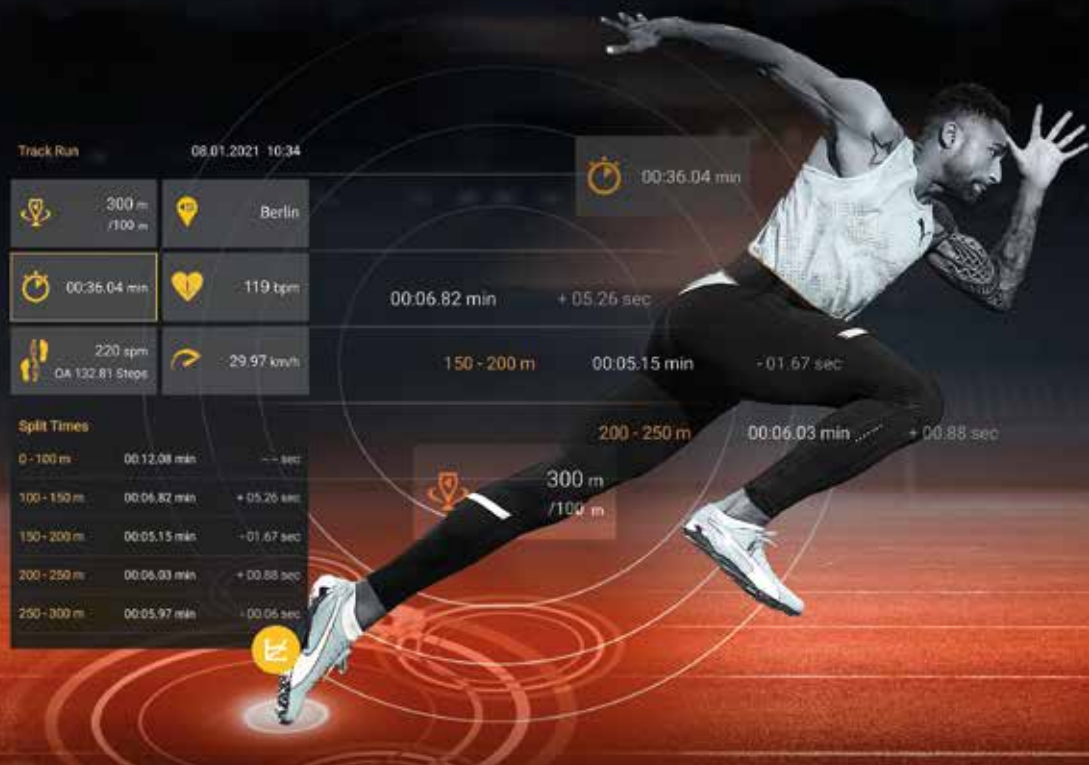 Track Run 08.01.2021 10:34
300 m
/100 m
Berlin
00:36.04 min
119 bpm
220 spm
OA 132.81 Steps
29.97 km/h
Split Times
0 - 100 m 00:12.08 min -- sec
100 - 150 m 00:06.82 min + 05.26 sec
150 - 200 m 00:05.15 min - 01.67 sec
200 - 250 m 00:06.03 min + 00.88 sec
250 - 300 m 00:05.97 min - 00.06 sec
00:36.04 min
00:06.82 min + 05.26 sec
150 - 200 m 00:05.15 min - 01.67 sec
200 - 250 m 00:06.03 min + 00.88 sec
300 m
/100 m